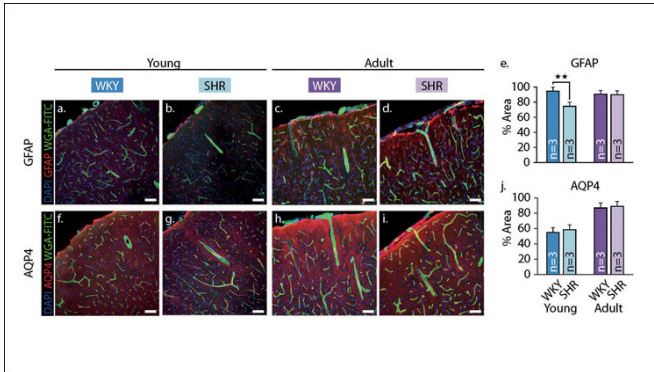 Young Adult
WKY SHR WKY SHR
a. b. c. d.
GFAP
DAPI GFAP WGA-FITC
f. g. h. i.
AQP4
DAPI AQP4 WGA-FITC
e. GFAP
% Area
100
80
60
40
20
0
**
n=3 n=3 n=3 n=3
j. AQP4
% Area
100
80
60
40
20
0
n=3 n=3 n=3 n=3
WKY SHR WKY SHR
Young Adult